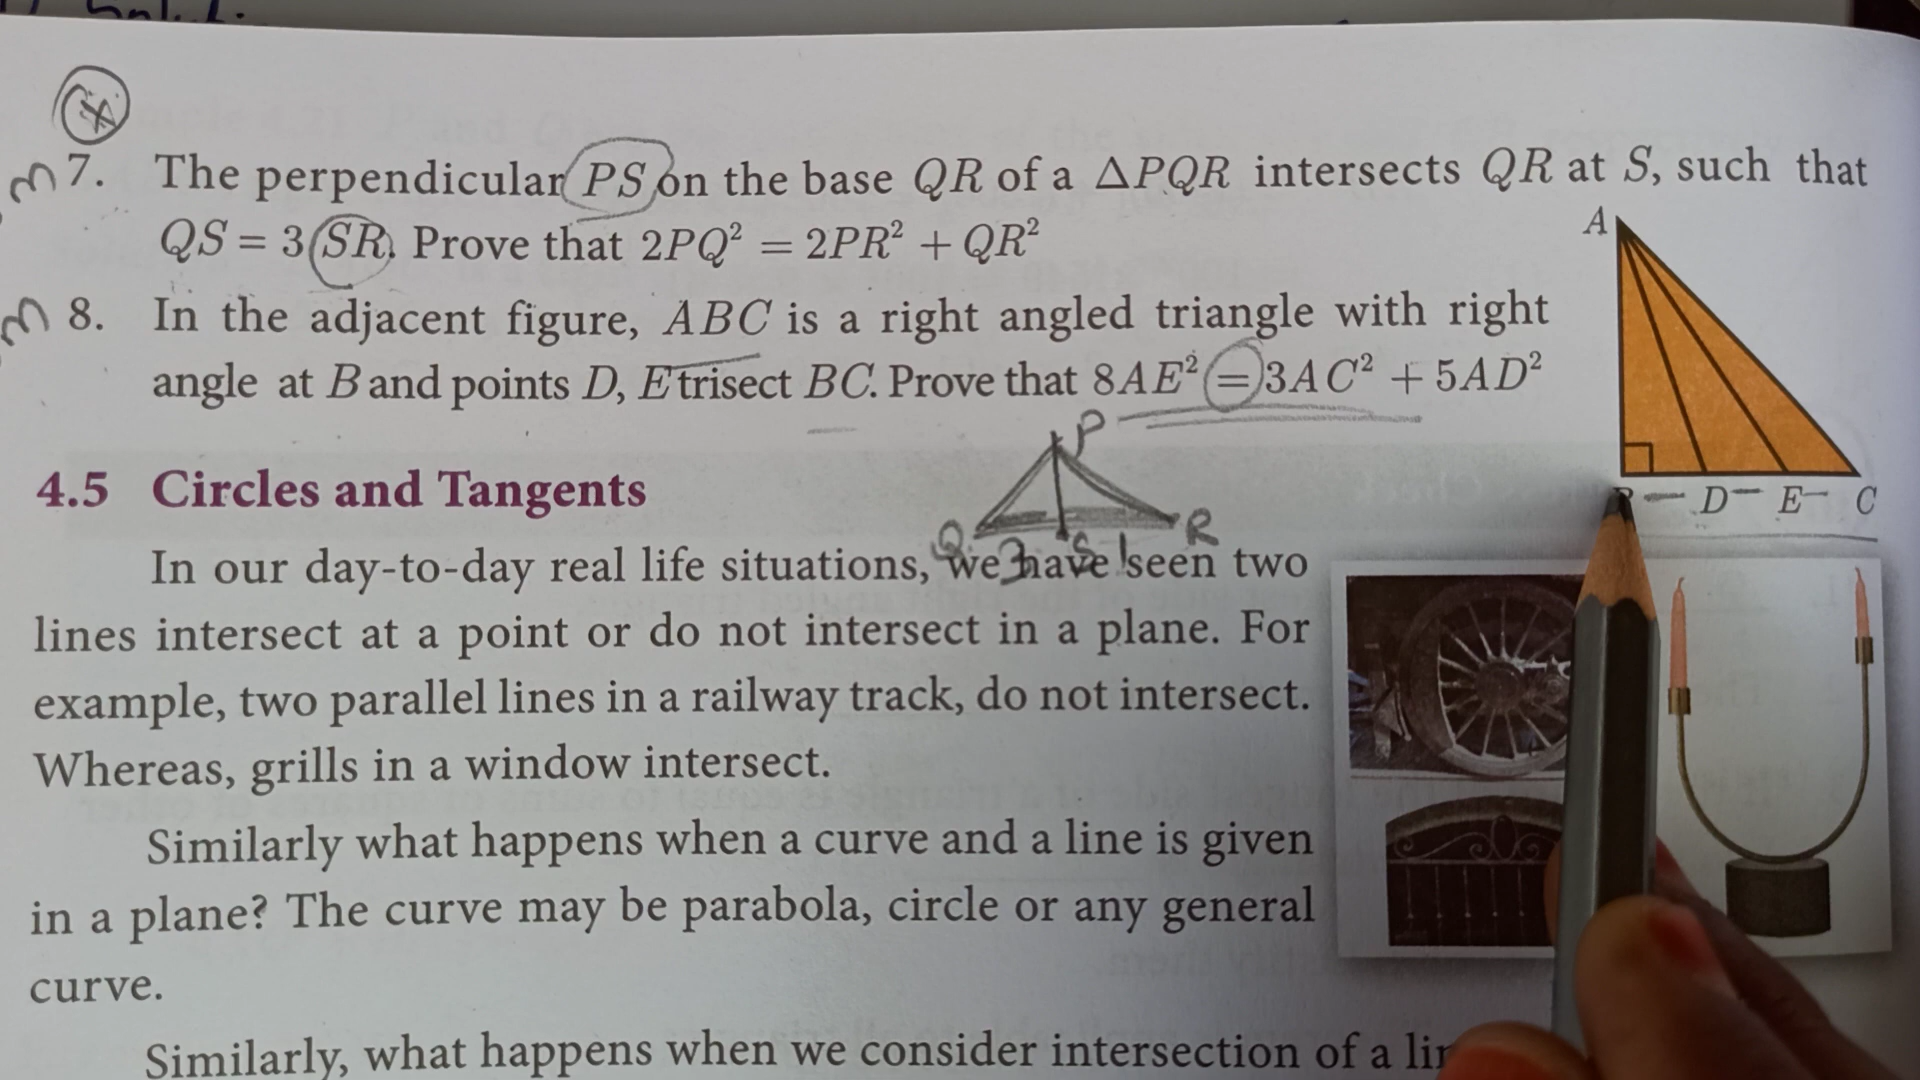 7. The perpendicular PS on the base QR of a ΔPQR intersects QR at S, such that
QS = 3 SR. Prove that 2PQ² = 2PR² + QR²
8. In the adjacent figure, ABC is a right angled triangle with right
angle at B and points D, E trisect BC. Prove that 8AE² = 3AC² + 5AD²
A
D E C
P
Q S R
3 1
4.5 Circles and Tangents
In our day-to-day real life situations, we have seen two
lines intersect at a point or do not intersect in a plane. For
example, two parallel lines in a railway track, do not intersect.
Whereas, grills in a window intersect.
Similarly what happens when a curve and a line is given
in a plane? The curve may be parabola, circle or any general
curve.
Similarly, what happens when we consider intersection of a